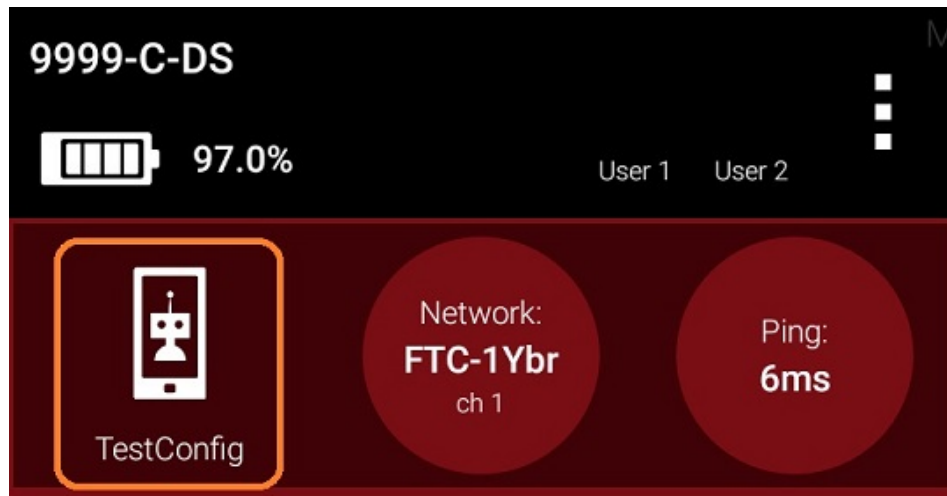 9999-C-DS
97.0%
User 1 User 2
Network:
FTC-1Ybr
ch 1
Ping:
6ms
TestConfig